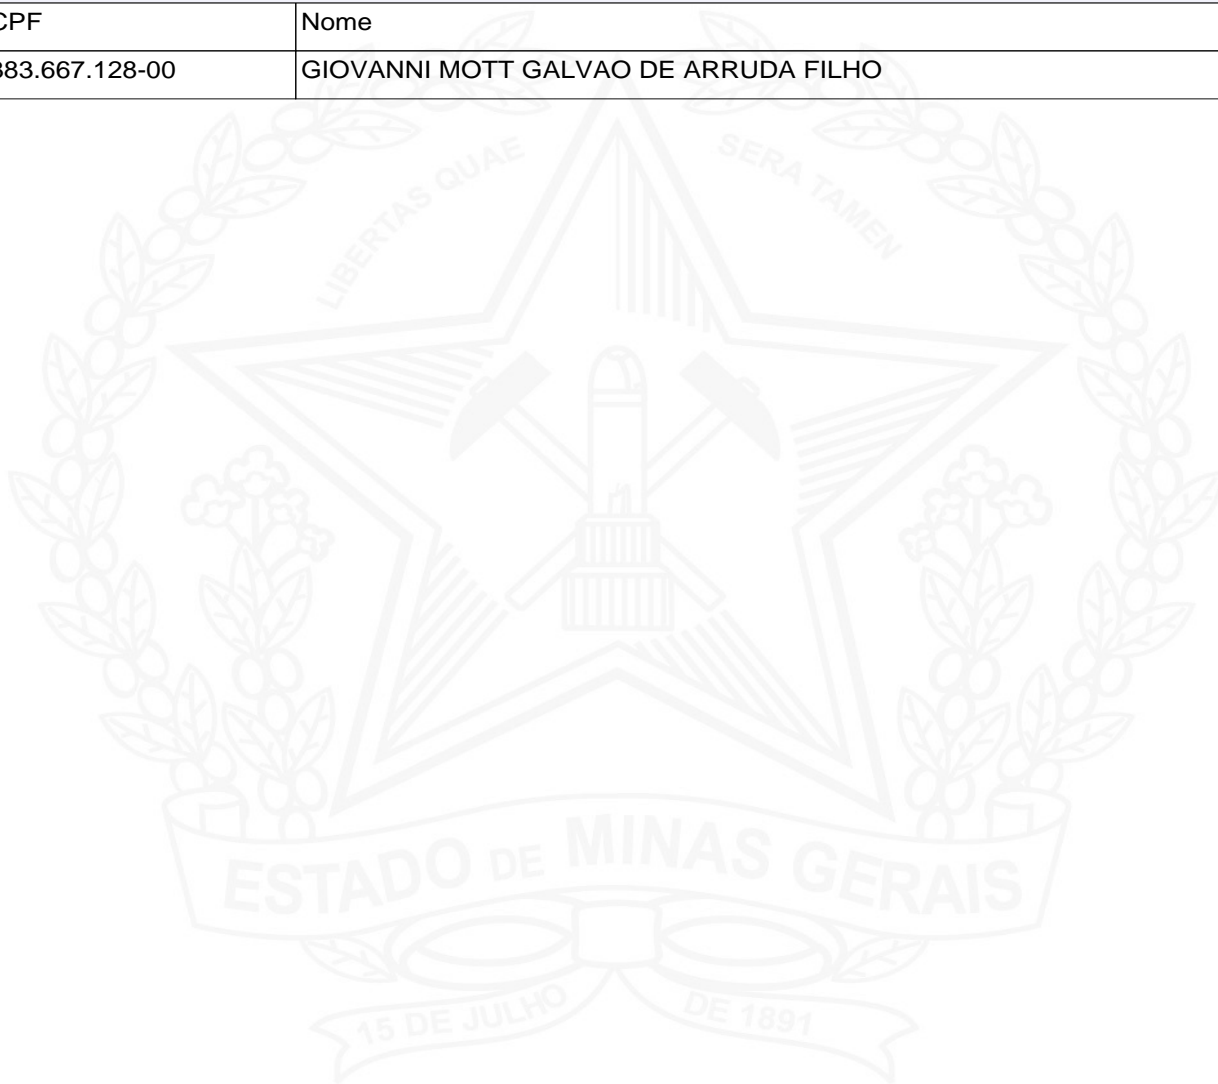 CPF Nome
383.667.128-00 GIOVANNI MOTT GALVAO DE ARRUDA FILHO
LIBERTAS QUAE SERA TAMEN
ESTADO DE MINAS GERAIS
15 DE JULHO DE 1891